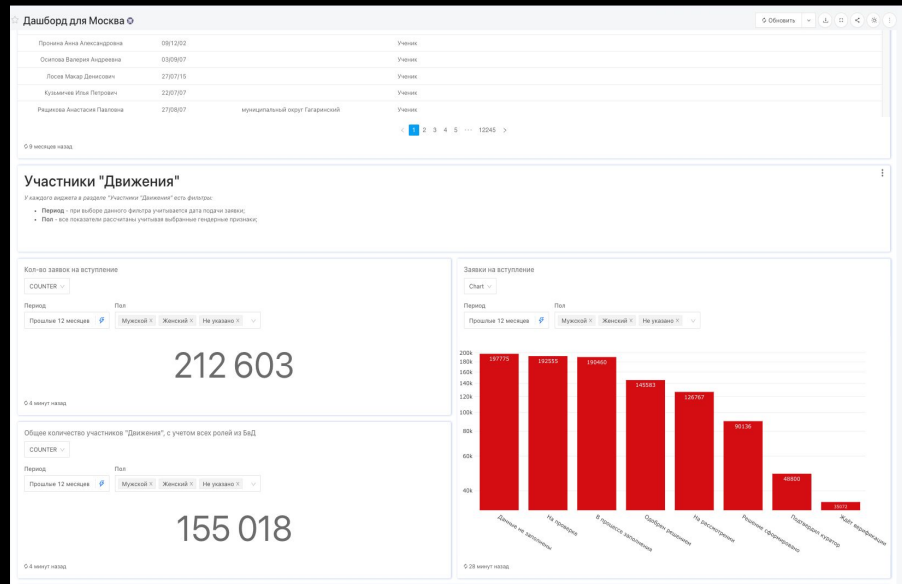 Дашборд для Москва
Обновить
Пронина Анна Александровна 08/12/02 Ученик
Осипова Валерия Андреевна 03/09/07 Ученик
Лосев Макар Денисович 27/07/15 Ученик
Кузьмичев Илья Петрович 22/07/07 Ученик
Ращикова Анастасия Павловна 27/08/07 муниципальный округ Гагаринский Ученик
< 1 2 3 4 5 ••• 12245 >
9 месяцев назад
Участники "Движения"
У каждого виджета в разделе "Участники "Движения" есть фильтры:
• Период - при выборе данного фильтра учитывается дата подачи заявки;
• Пол - все показатели рассчитаны учитывая выбранные гендерные признаки;
Кол-во заявок на вступление
COUNTER
Период Пол
Прошлые 12 месяцев Мужской × Женский × Не указано ×
212 603
4 минут назад
Общее количество участников "Движения", с учетом всех ролей из БвД
COUNTER
Период Пол
Прошлые 12 месяцев Мужской × Женский × Не указано ×
155 018
4 минут назад
Заявки на вступление
Chart
Период Пол
Прошлые 12 месяцев Мужской × Женский × Не указано ×
200k
180k
160k
140k
120k
100k
80k
60k
40k
197775
192555
190460
145583
126767
90136
46800
Данные не заполнены
На проверке
В процессе заполнения
Одобрен решением
На рассмотрении
Решение сформировано
Подтвердил куратор
Ждёт верификации
28 минут назад